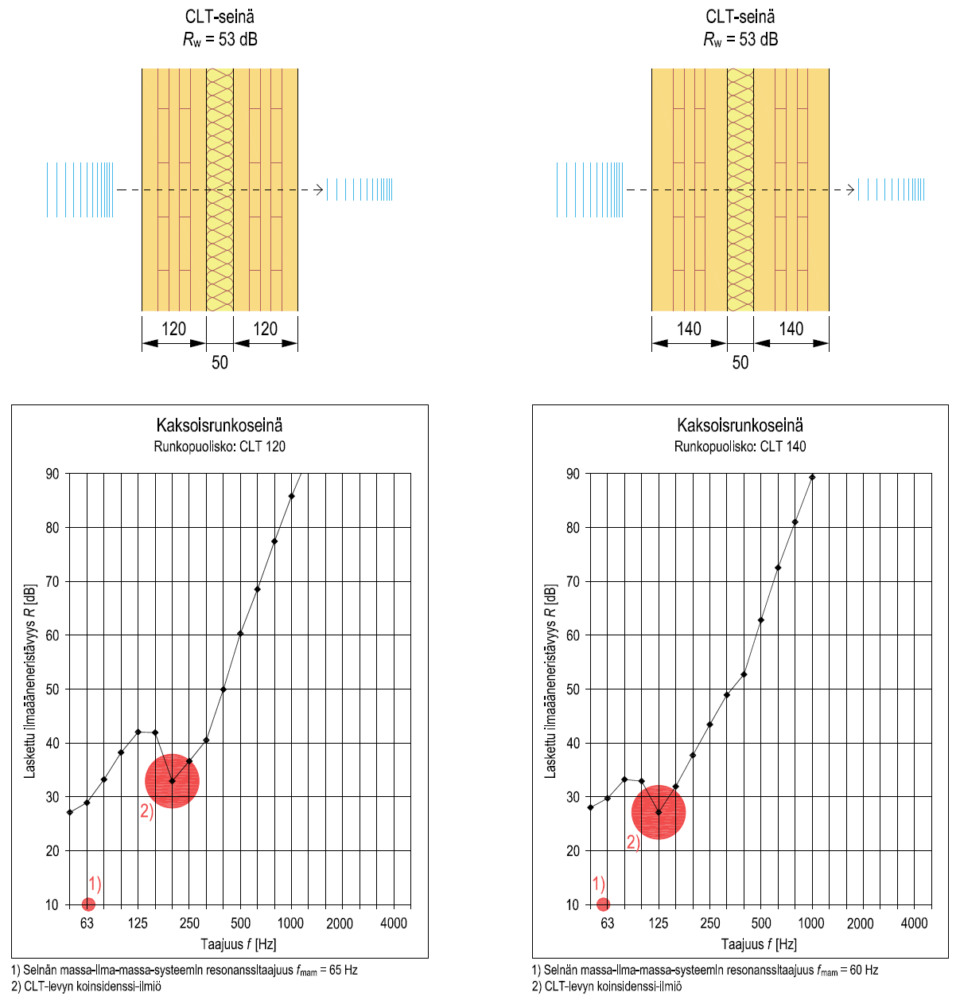 CLT-seinä
Rw = 53 dB
120
120
50
CLT-seinä
Rw = 53 dB
140
140
50
Kaksoisrunkoseinä
Runkopuolisko: CLT 120
Laskettu ilmaääneneristävyys R [dB]
90
80
70
60
50
40
30
20
10
2)
1)
63 125 250 500 1000 2000 4000
Taajuus f [Hz]
1) Seinän massa-ilma-massa-systeemin resonanssitaajuus fmam = 65 Hz
2) CLT-levyn koinsidenssi-ilmiö
Kaksoisrunkoseinä
Runkopuolisko: CLT 140
Laskettu ilmaääneneristävyys R [dB]
90
80
70
60
50
40
30
20
10
2)
1)
63 125 250 500 1000 2000 4000
Taajuus f [Hz]
1) Seinän massa-ilma-massa-systeemin resonanssitaajuus fmam = 60 Hz
2) CLT-levyn koinsidenssi-ilmiö